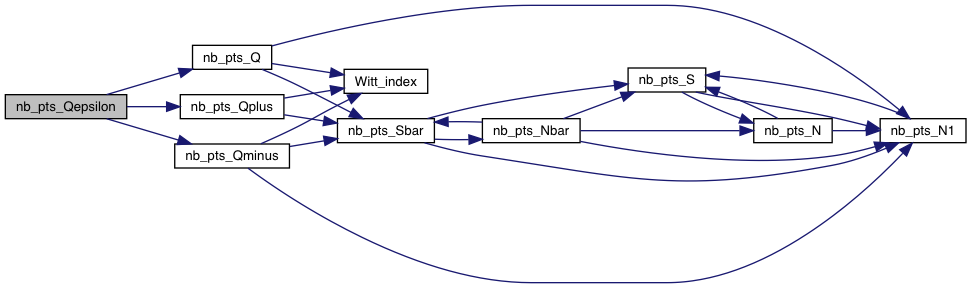 nb_pts_Qepsilon
nb_pts_Q
nb_pts_Qplus
nb_pts_Qminus
Witt_index
nb_pts_Sbar
nb_pts_Nbar
nb_pts_S
nb_pts_N
nb_pts_N1